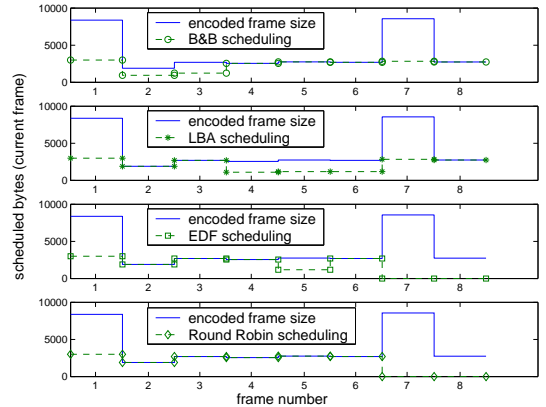 scheduled bytes (current frame)
10000
5000
0
encoded frame size
B&B scheduling
1 2 3 4 5 6 7 8
10000
5000
0
encoded frame size
LBA scheduling
1 2 3 4 5 6 7 8
10000
5000
0
encoded frame size
EDF scheduling
1 2 3 4 5 6 7 8
10000
5000
0
encoded frame size
Round Robin scheduling
1 2 3 4 5 6 7 8
frame number